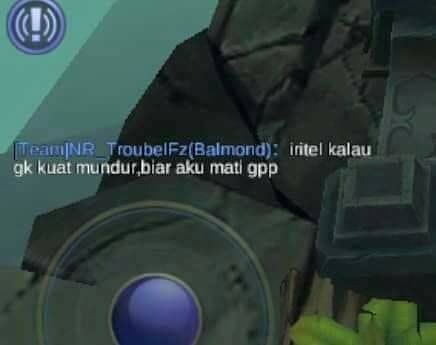 [Team]NR_TroubelFz(Balmond): iritel kalau
gk kuat mundur,biar aku mati gpp